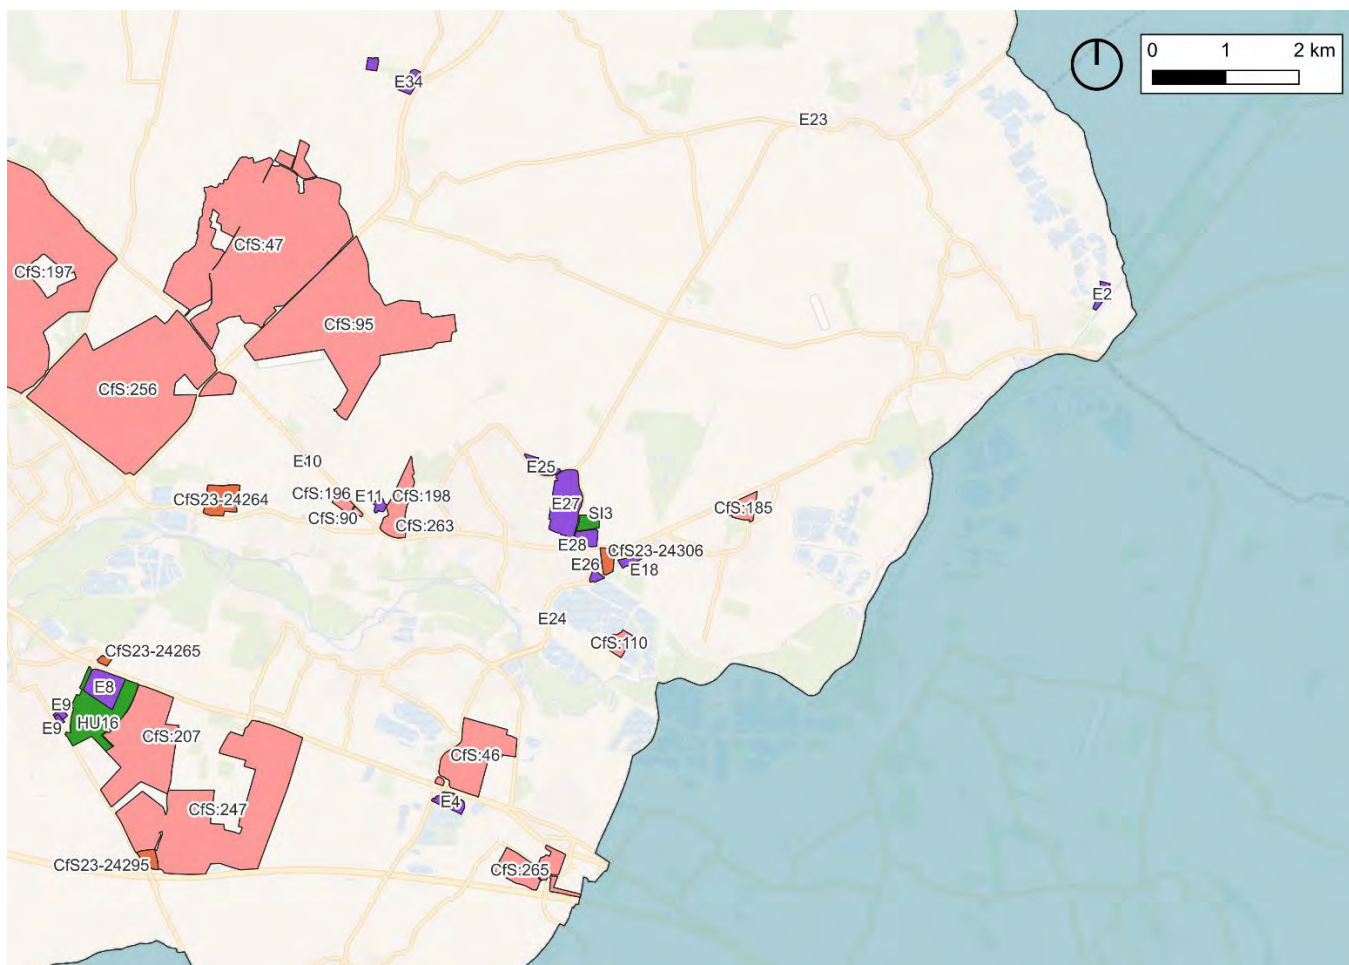 0 1 2 km
E34
E23
CfS:47
CfS:197
E2
CfS:95
CfS:256
E10
E25
CfS:196
E11
CfS:198
CfS23-24264
E27
CfS:185
SI3
CfS:90
CfS:263
E28
CfS23-24306
E26
E18
E24
CfS:110
CfS23-24265
E8
E9
HU16
E9
CfS:207
CfS:46
E4
CfS:247
CfS23-24295
CfS:265